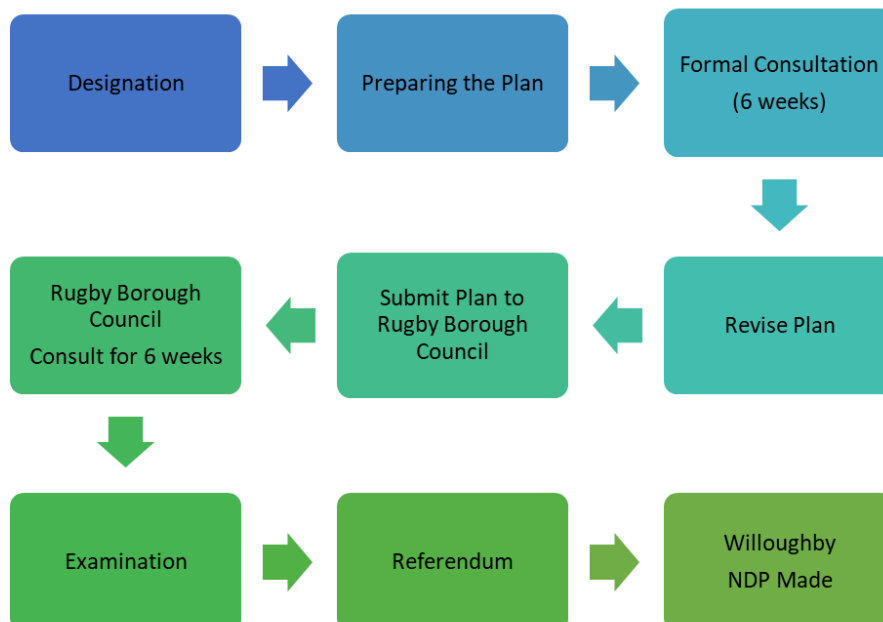 Designation
Preparing the Plan
Formal Consultation
(6 weeks)
Revise Plan
Submit Plan to
Rugby Borough
Council
Rugby Borough
Council
Consult for 6 weeks
Examination
Referendum
Willoughby
NDP Made